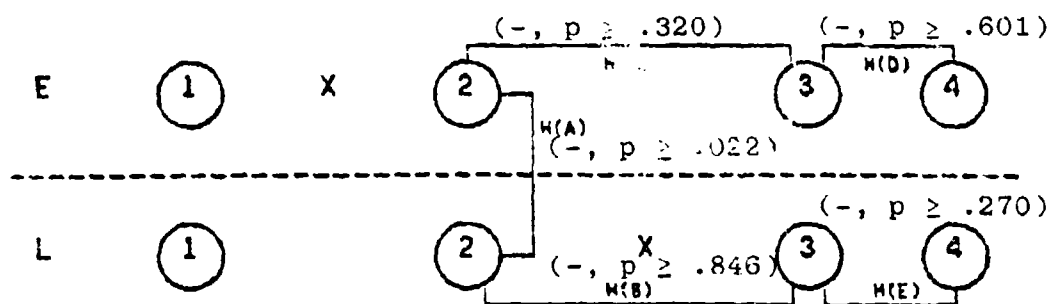 (-, p ≥ .320) (-, p ≥ .601)
H H(D)
E 1 X 2 3 4
H(A)
(-, p ≥ .022)
(-, p ≥ .270)
L 1 2 X 3 4
(-, p ≥ .846)
H(B) H(E)